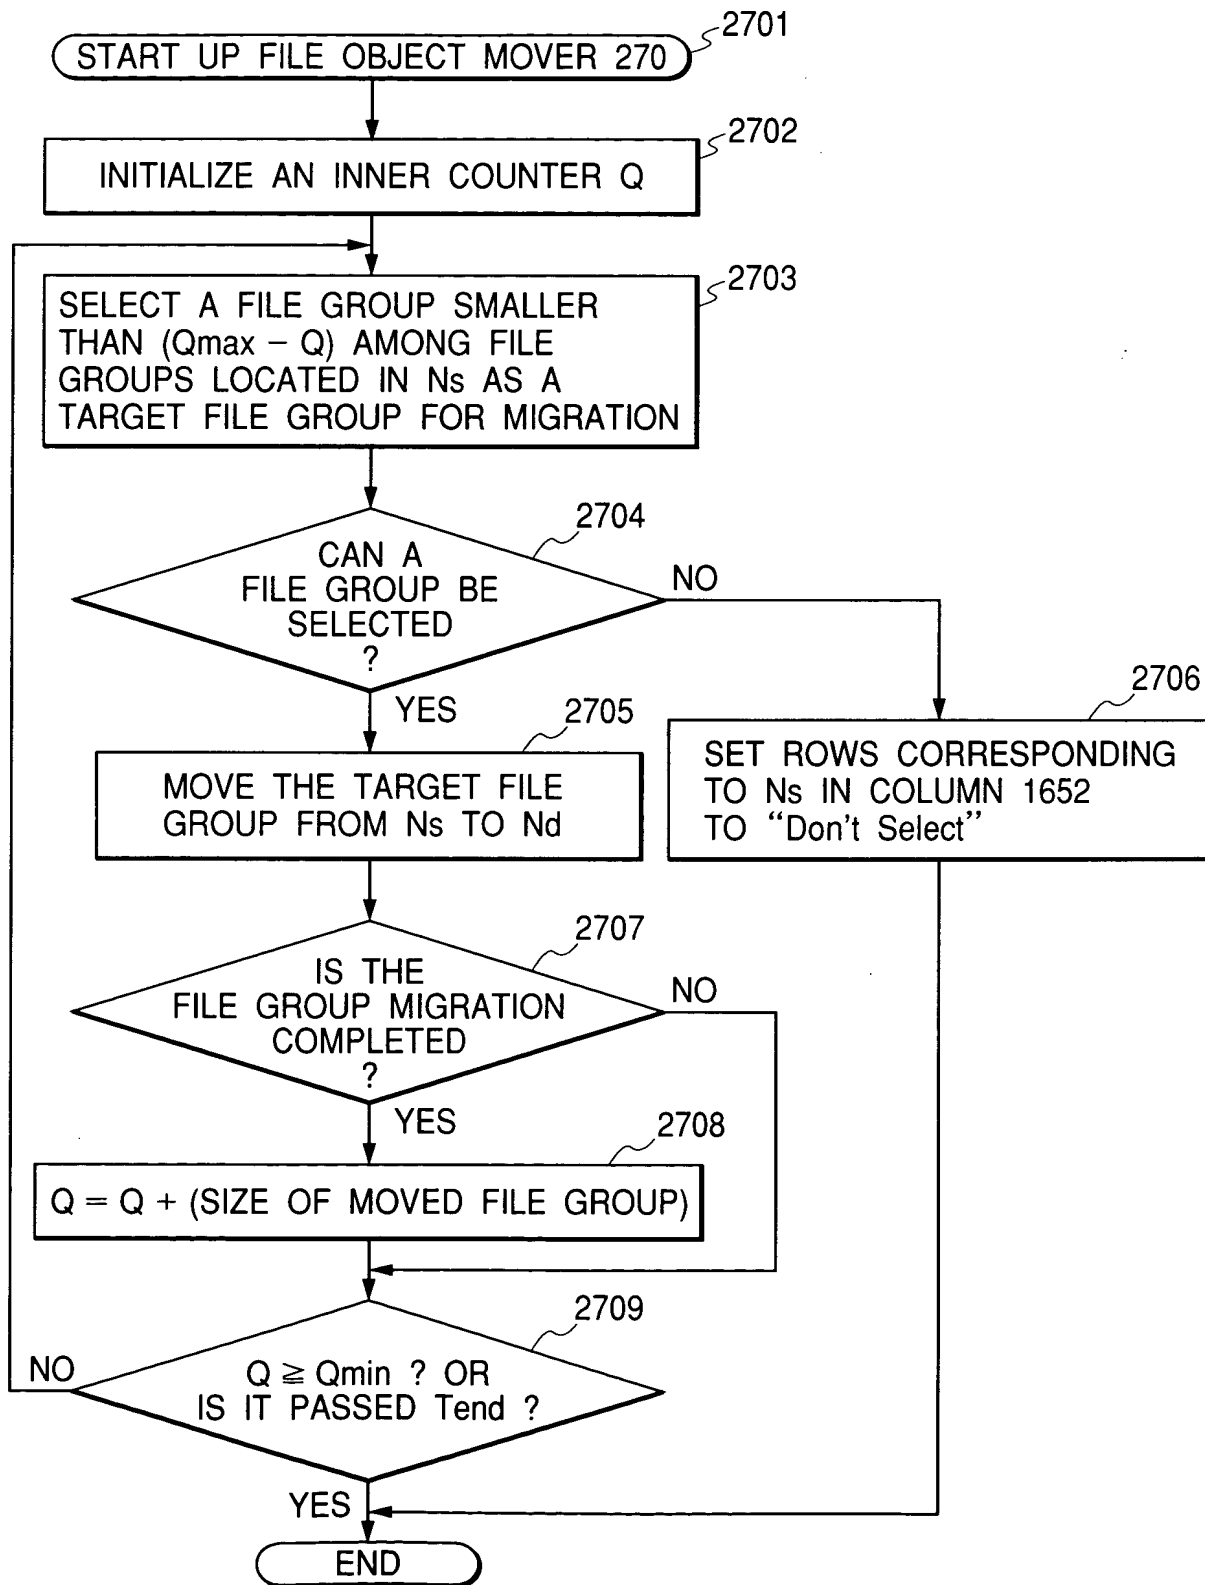 2701
START UP FILE OBJECT MOVER 270
2702
INITIALIZE AN INNER COUNTER Q
2703
SELECT A FILE GROUP SMALLER
THAN (Qmax − Q) AMONG FILE
GROUPS LOCATED IN Ns AS A
TARGET FILE GROUP FOR MIGRATION
2704
CAN A
FILE GROUP BE
SELECTED
?
NO
YES
2705
MOVE THE TARGET FILE
GROUP FROM Ns TO Nd
2706
SET ROWS CORRESPONDING
TO Ns IN COLUMN 1652
TO “Don't Select”
2707
IS THE
FILE GROUP MIGRATION
COMPLETED
?
NO
YES
2708
Q = Q + (SIZE OF MOVED FILE GROUP)
2709
NO
Q ≧ Qmin ? OR
IS IT PASSED Tend ?
YES
END